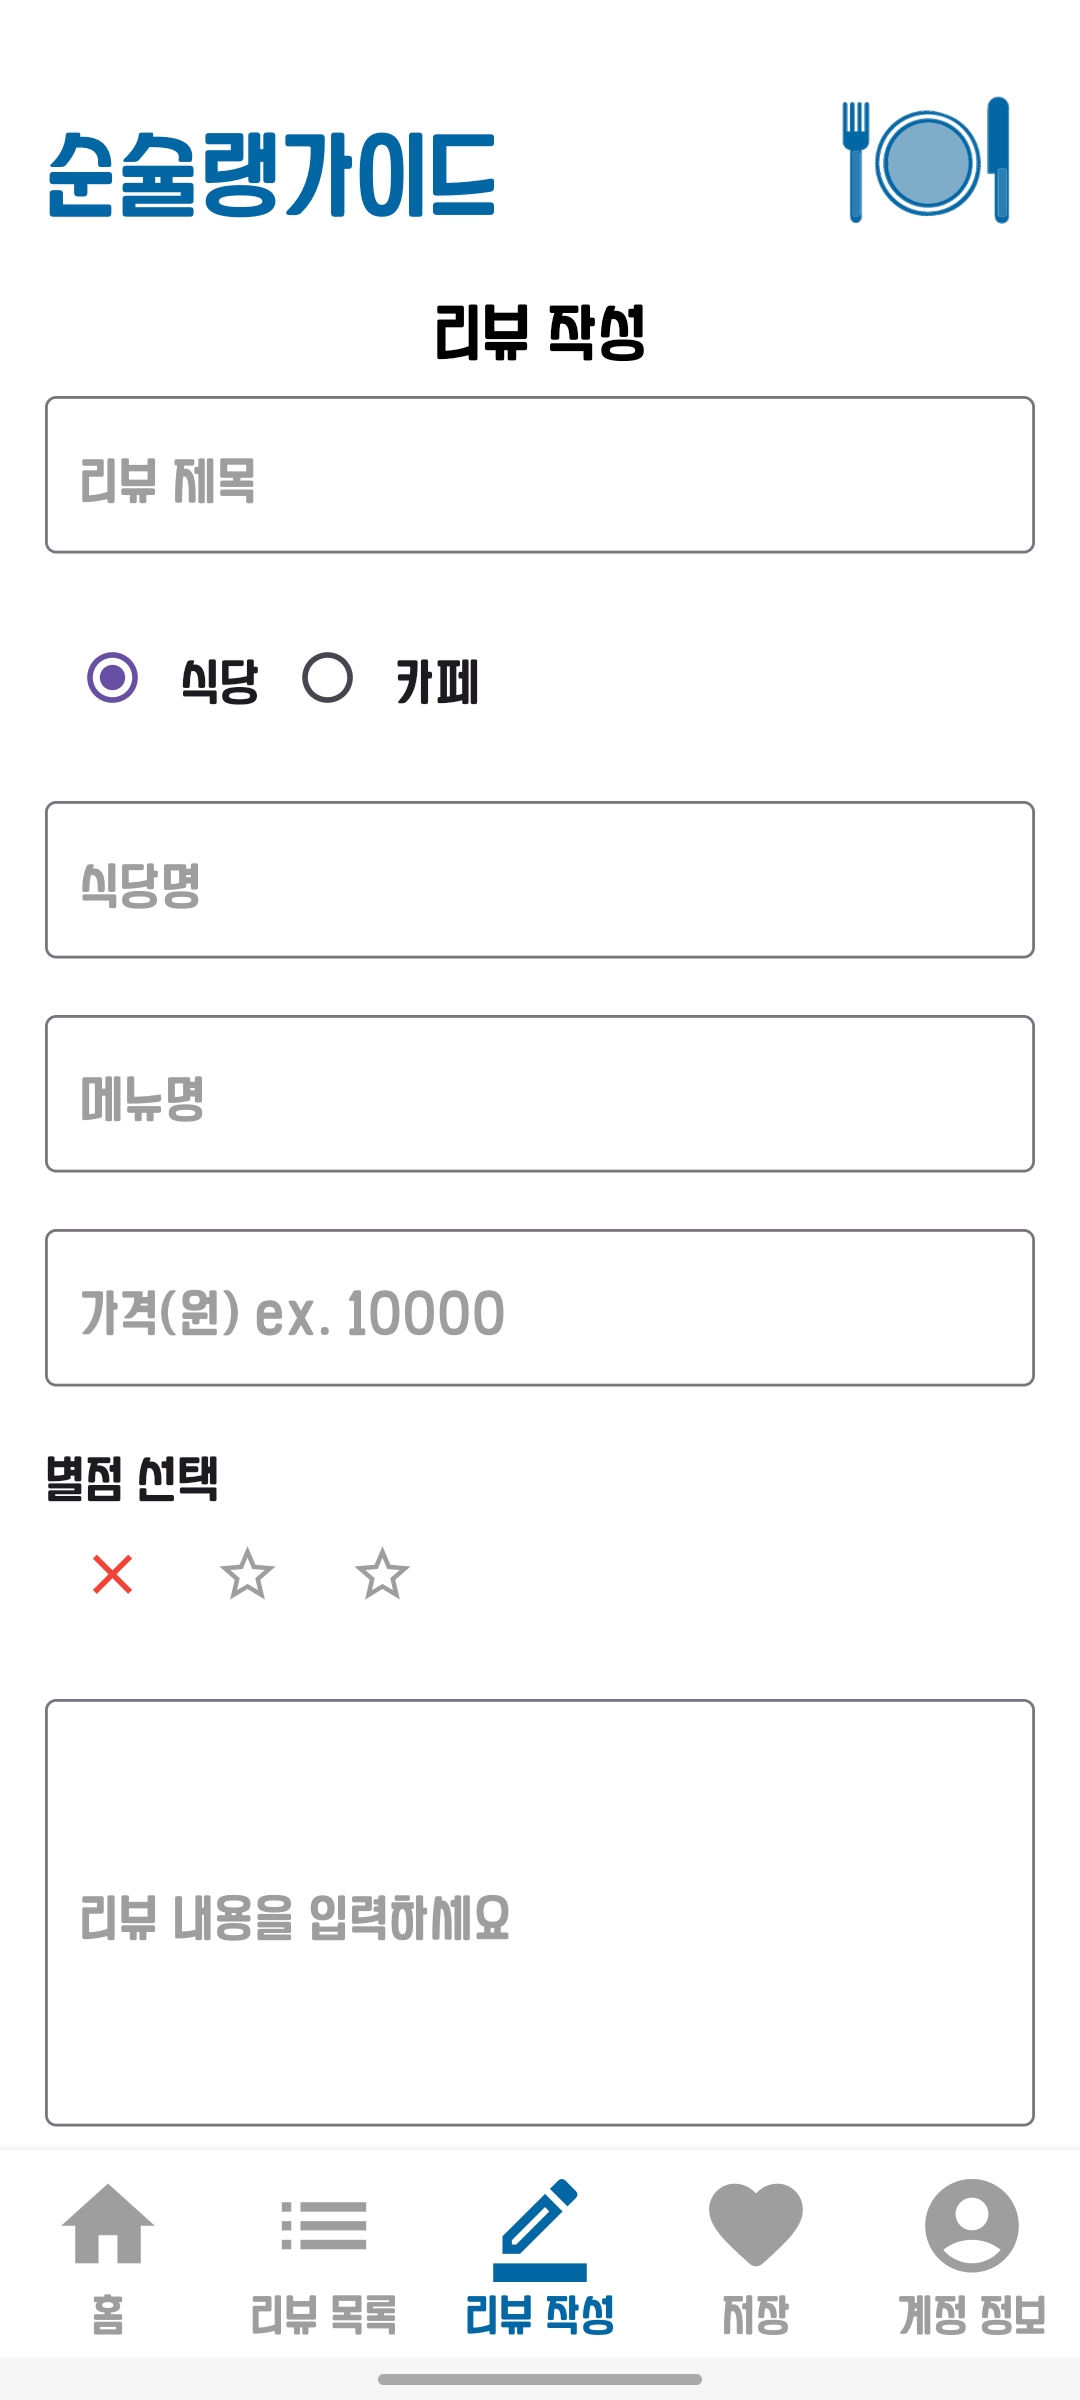 순슐랭가이드
리뷰 작성
리뷰 제목
식당 카페
식당명
메뉴명
가격(원) ex. 10000
별점 선택
리뷰 내용을 입력하세요
홈 리뷰 목록 리뷰 작성 저장 계정 정보